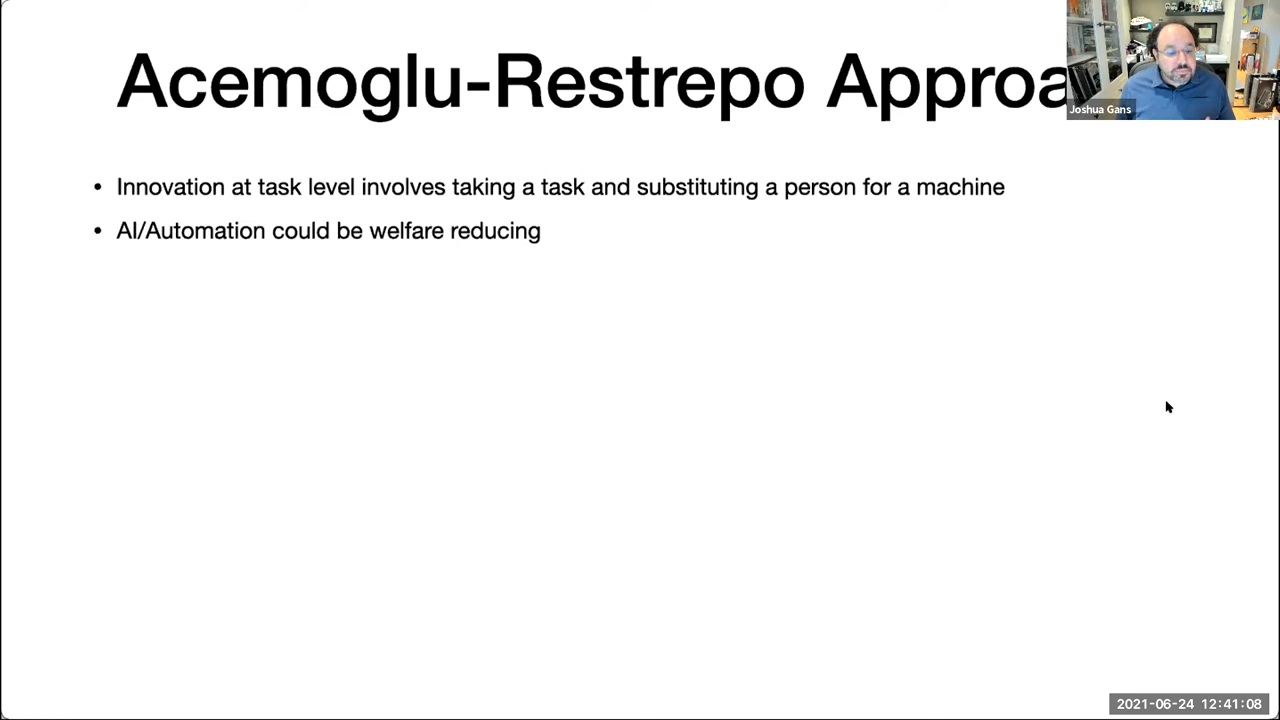 Acemoglu-Restrepo Approa
Joshua Gans
• Innovation at task level involves taking a task and substituting a person for a machine
• AI/Automation could be welfare reducing
2021-06-24 12:41:08